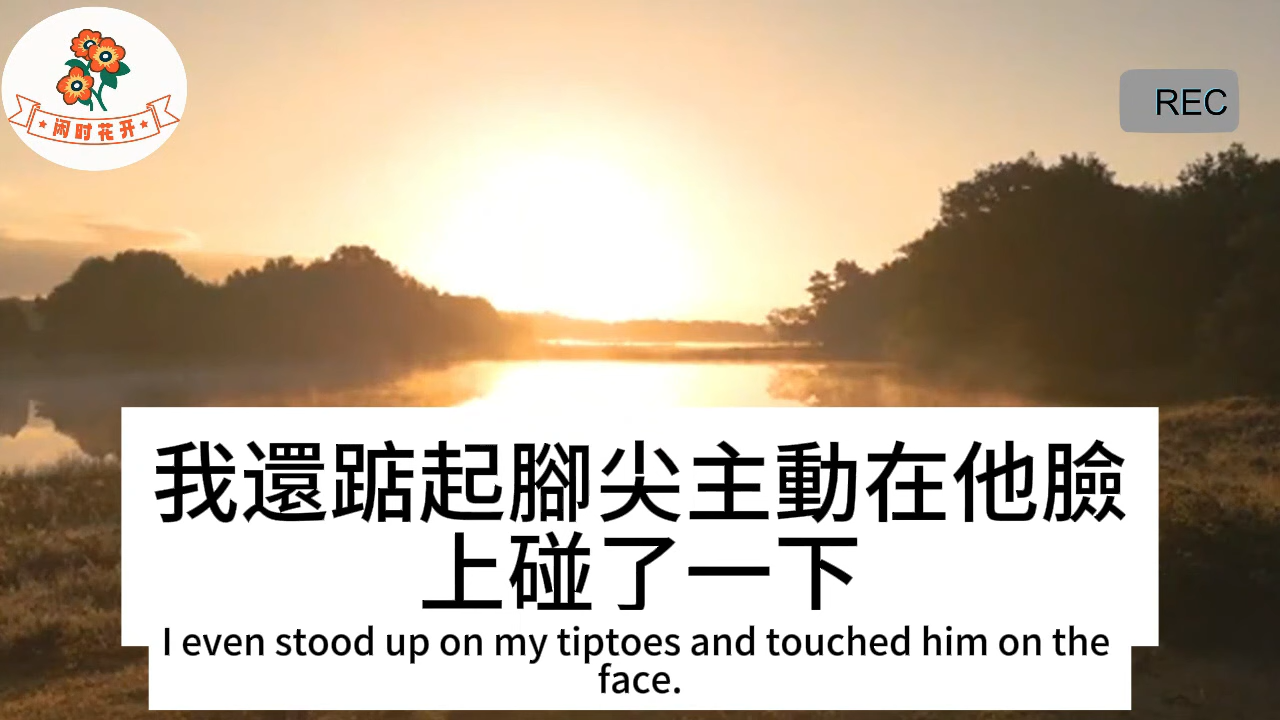 闲时花开
REC
我還踮起腳尖主動在他臉
上碰了一下
I even stood up on my tiptoes and touched him on the
face.